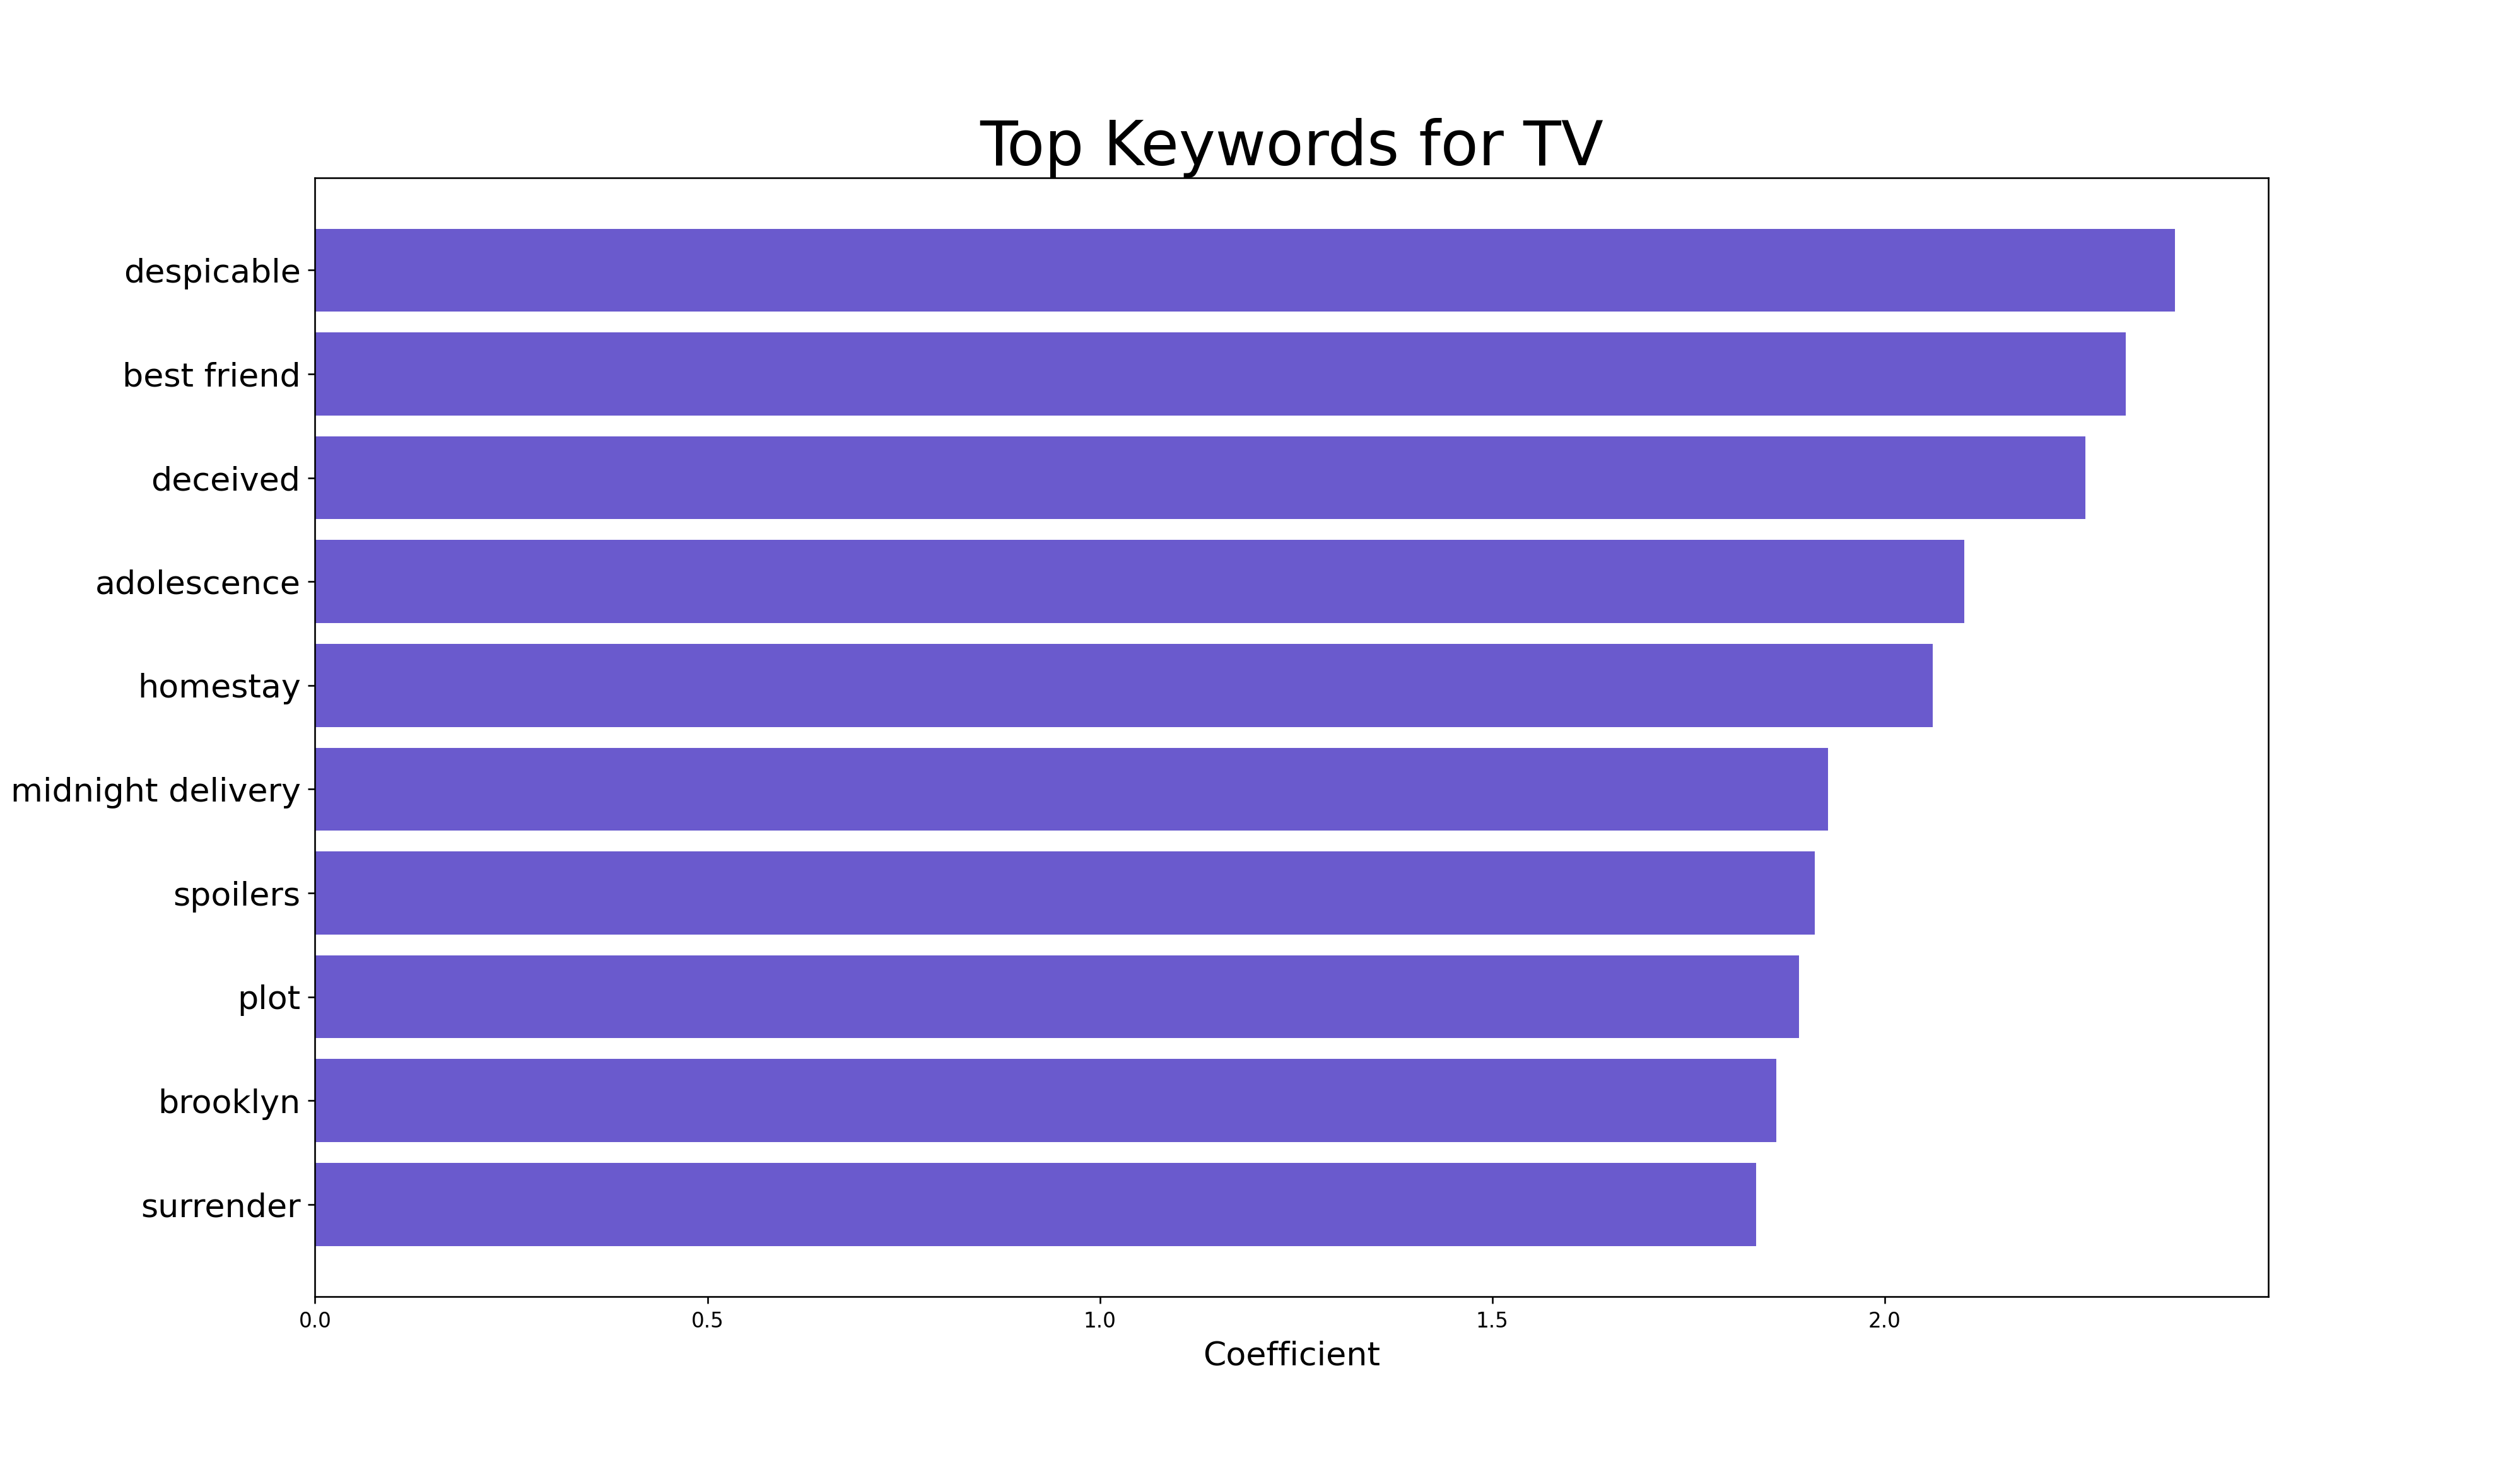 Top Keywords for TV
despicable
best friend
deceived
adolescence
homestay
midnight delivery
spoilers
plot
brooklyn
surrender
0.0 0.5 1.0 1.5 2.0
Coefficient